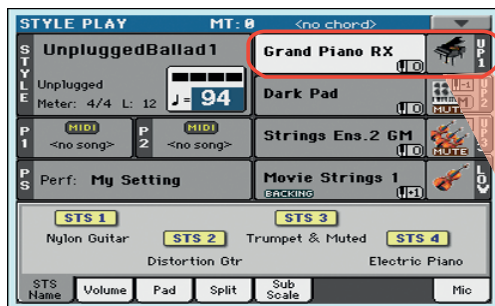 STYLE PLAY MT: 0 <no chord>
STYLE
UnpluggedBallad1
Unplugged
Meter: 4/4 L: 12 ♩= 94
Grand Piano RX 0 UP1
Dark Pad 0 MUTE UP2
P1 MIDI <no song> P2 MIDI <no song>
Strings Ens.2 GM 0 MUTE UP3
PS Perf: My Setting
Movie Strings 1 LOW
BACKING +1
STS 1 STS 3
Nylon Guitar STS 2 Trumpet & Muted STS 4
Distortion Gtr Electric Piano
STS Name Volume Pad Split Sub Scale Mic